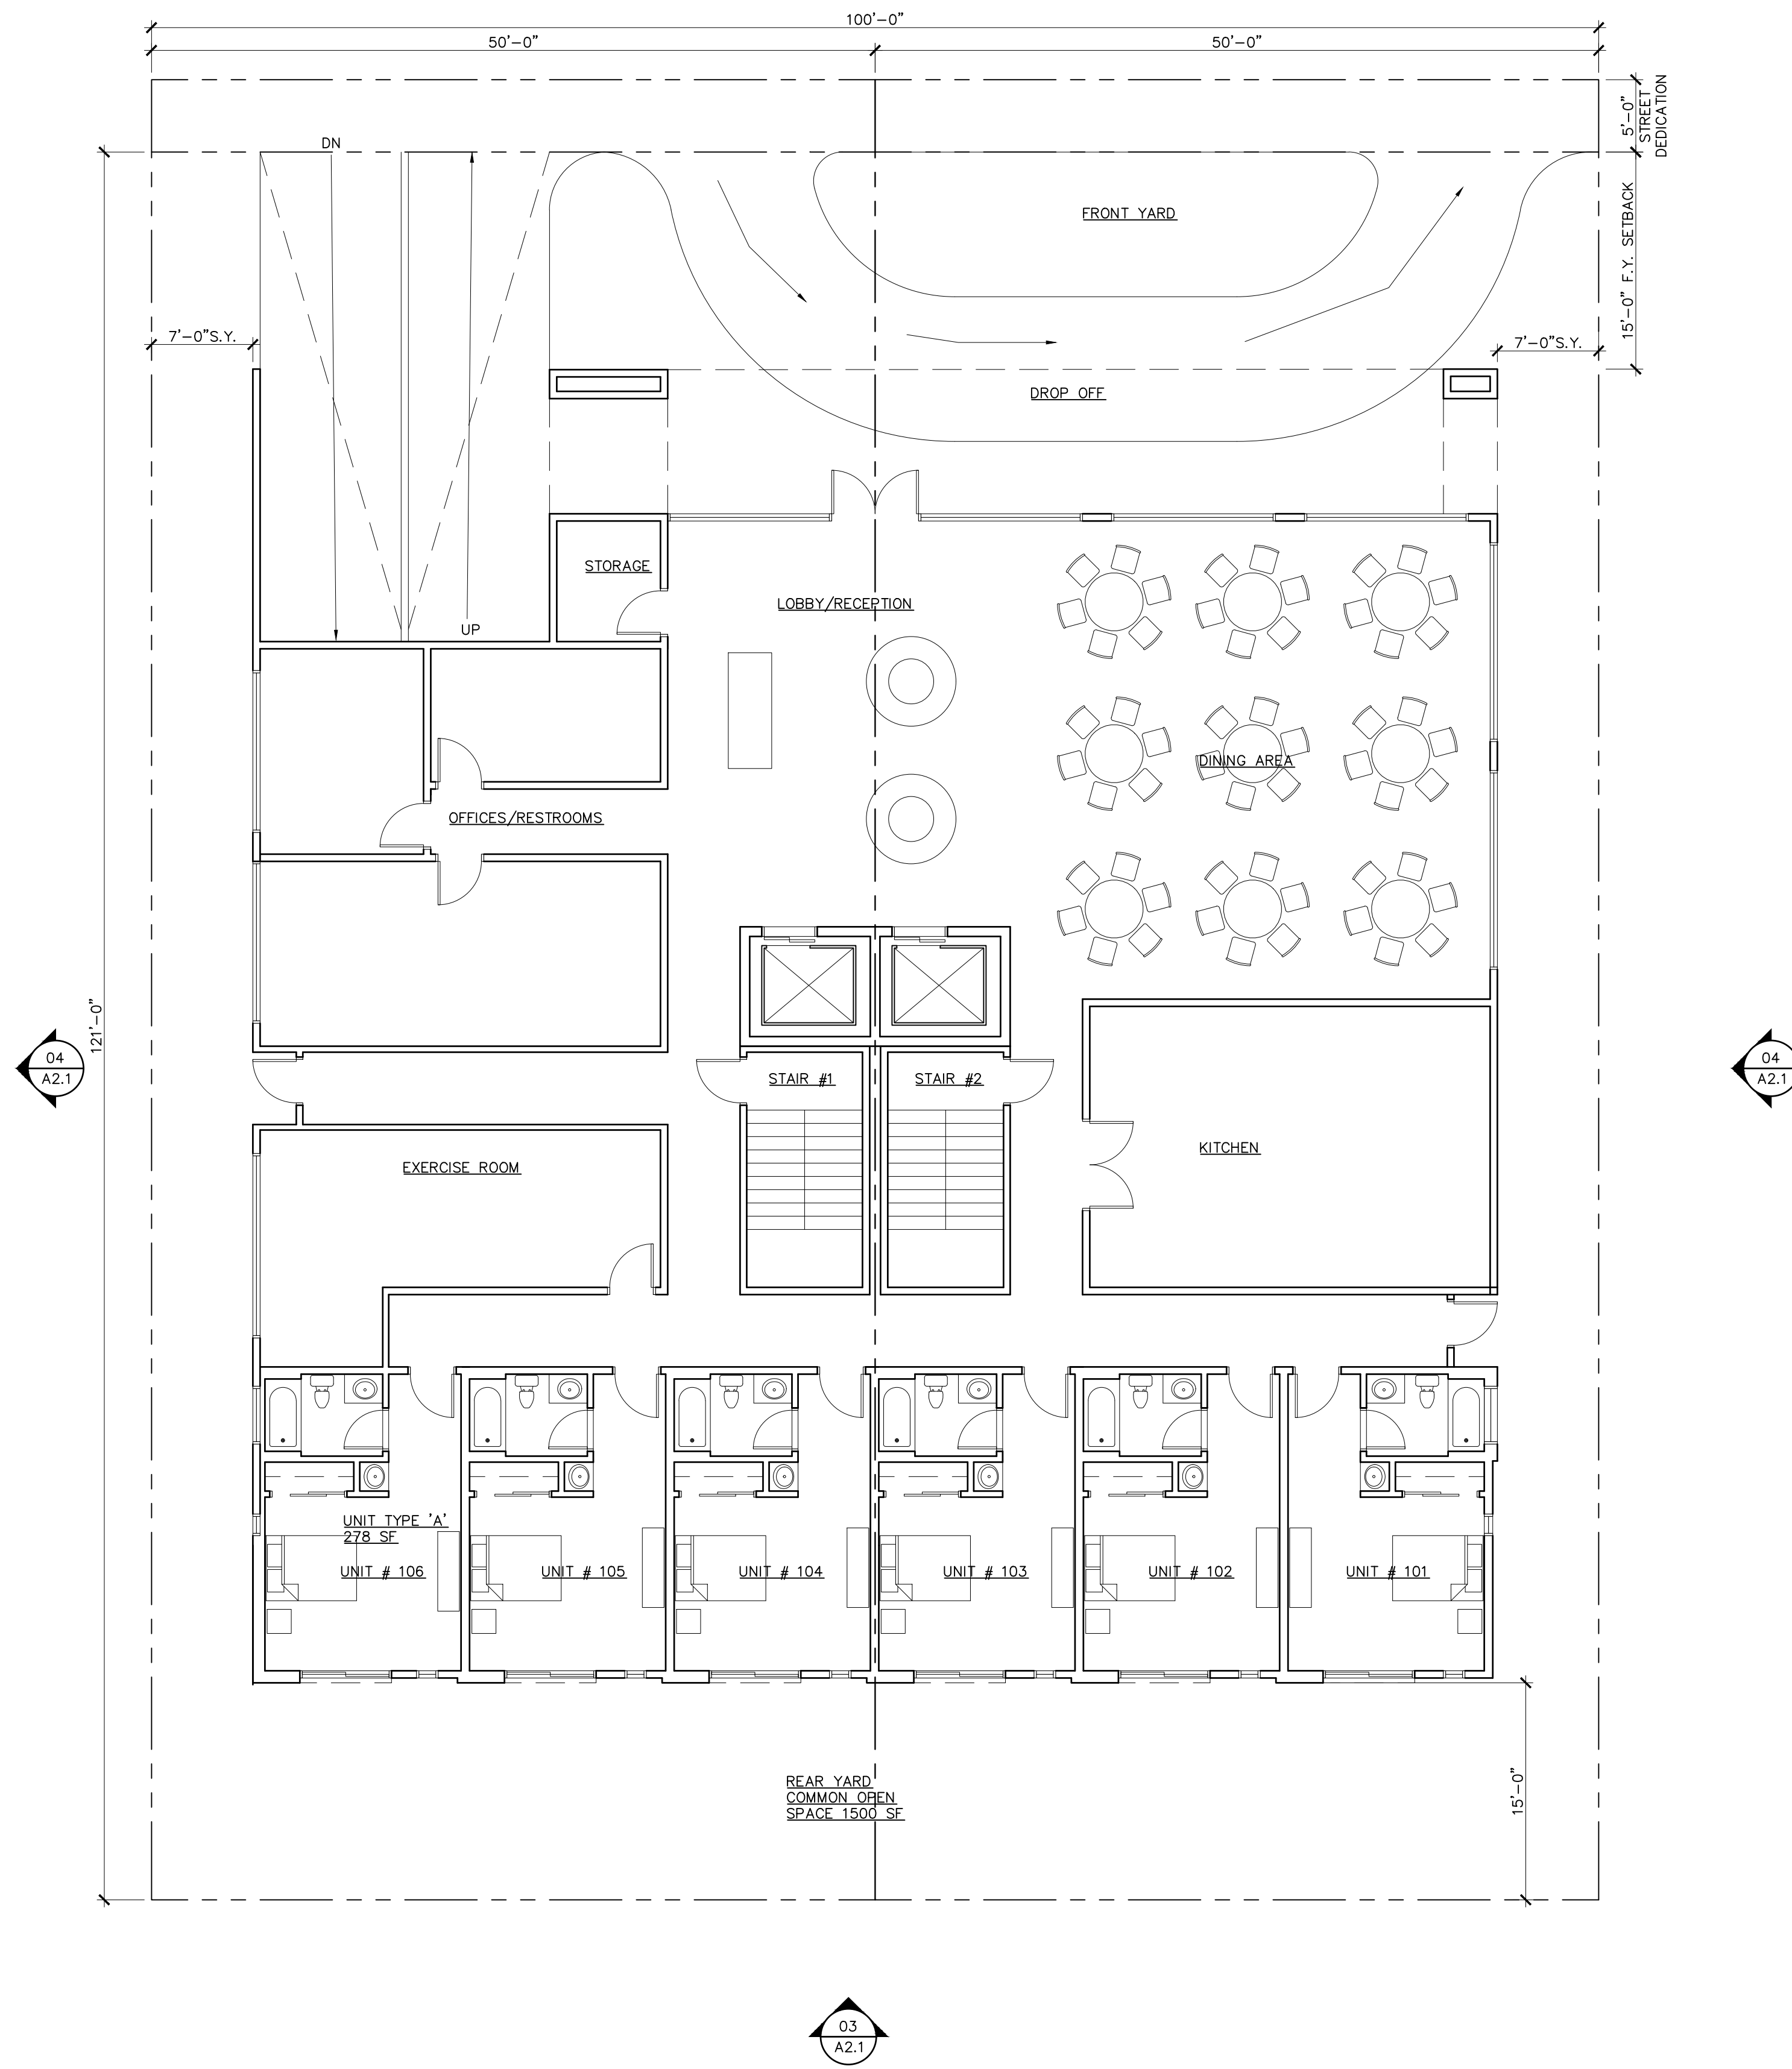 100'-0"
50'-0"
50'-0"
5'-0"
STREET
DEDICATION
DN
FRONT YARD
15'-0" F.Y. SETBACK
7'-0"S.Y.
7'-0"S.Y.
DROP OFF
STORAGE
LOBBY/RECEPTION
UP
DINING AREA
OFFICES/RESTROOMS
121'-0"
04
A2.1
04
A2.1
STAIR #1
STAIR #2
KITCHEN
EXERCISE ROOM
UNIT TYPE 'A'
278 SF
UNIT # 106
UNIT # 105
UNIT # 104
UNIT # 103
UNIT # 102
UNIT # 101
REAR YARD
COMMON OPEN
SPACE 1500 SF
15'-0"
03
A2.1